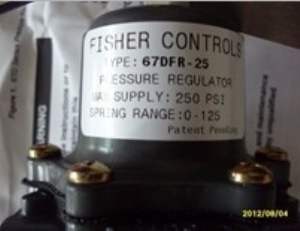 FISHER CONTROLS
TYPE: 67DFR-25
PRESSURE REGULATOR
MAX SUPPLY: 250 PSI
SPRING RANGE: 0-125
Patent Pending
WARNING
2012/08/04